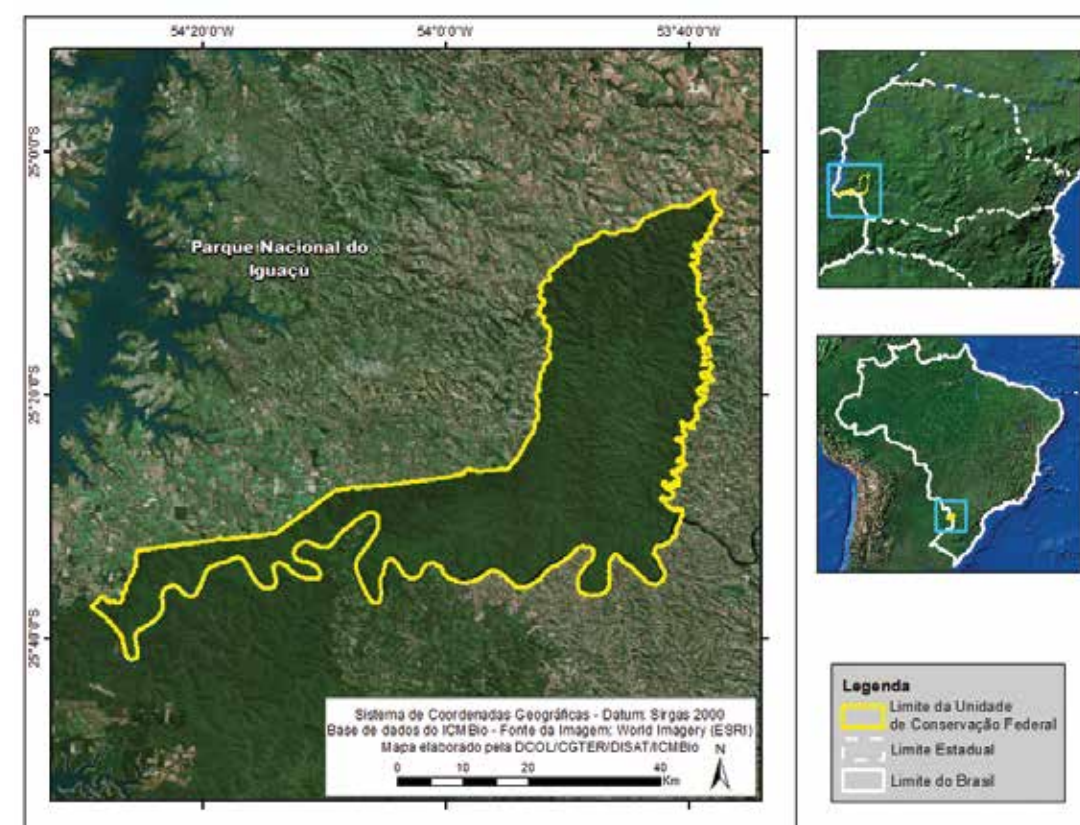 54°20'0"W
54°0'0"W
53°40'0"W
25°0'0"S
25°20'0"S
25°40'0"S
Parque Nacional do
Iguaçu
Sistema de Coordenadas Geográficas - Datum: Sirgas 2000
Base de dados do ICMBio - Fonte da Imagem: World Imagery (ESRI)
Mapa elaborado pela DCOL/CGTER/DISAT/ICMBio
N
0 10 20 40
Km
Legenda
Limite da Unidade
de Conservação Federal
Limite Estadual
Limite do Brasil